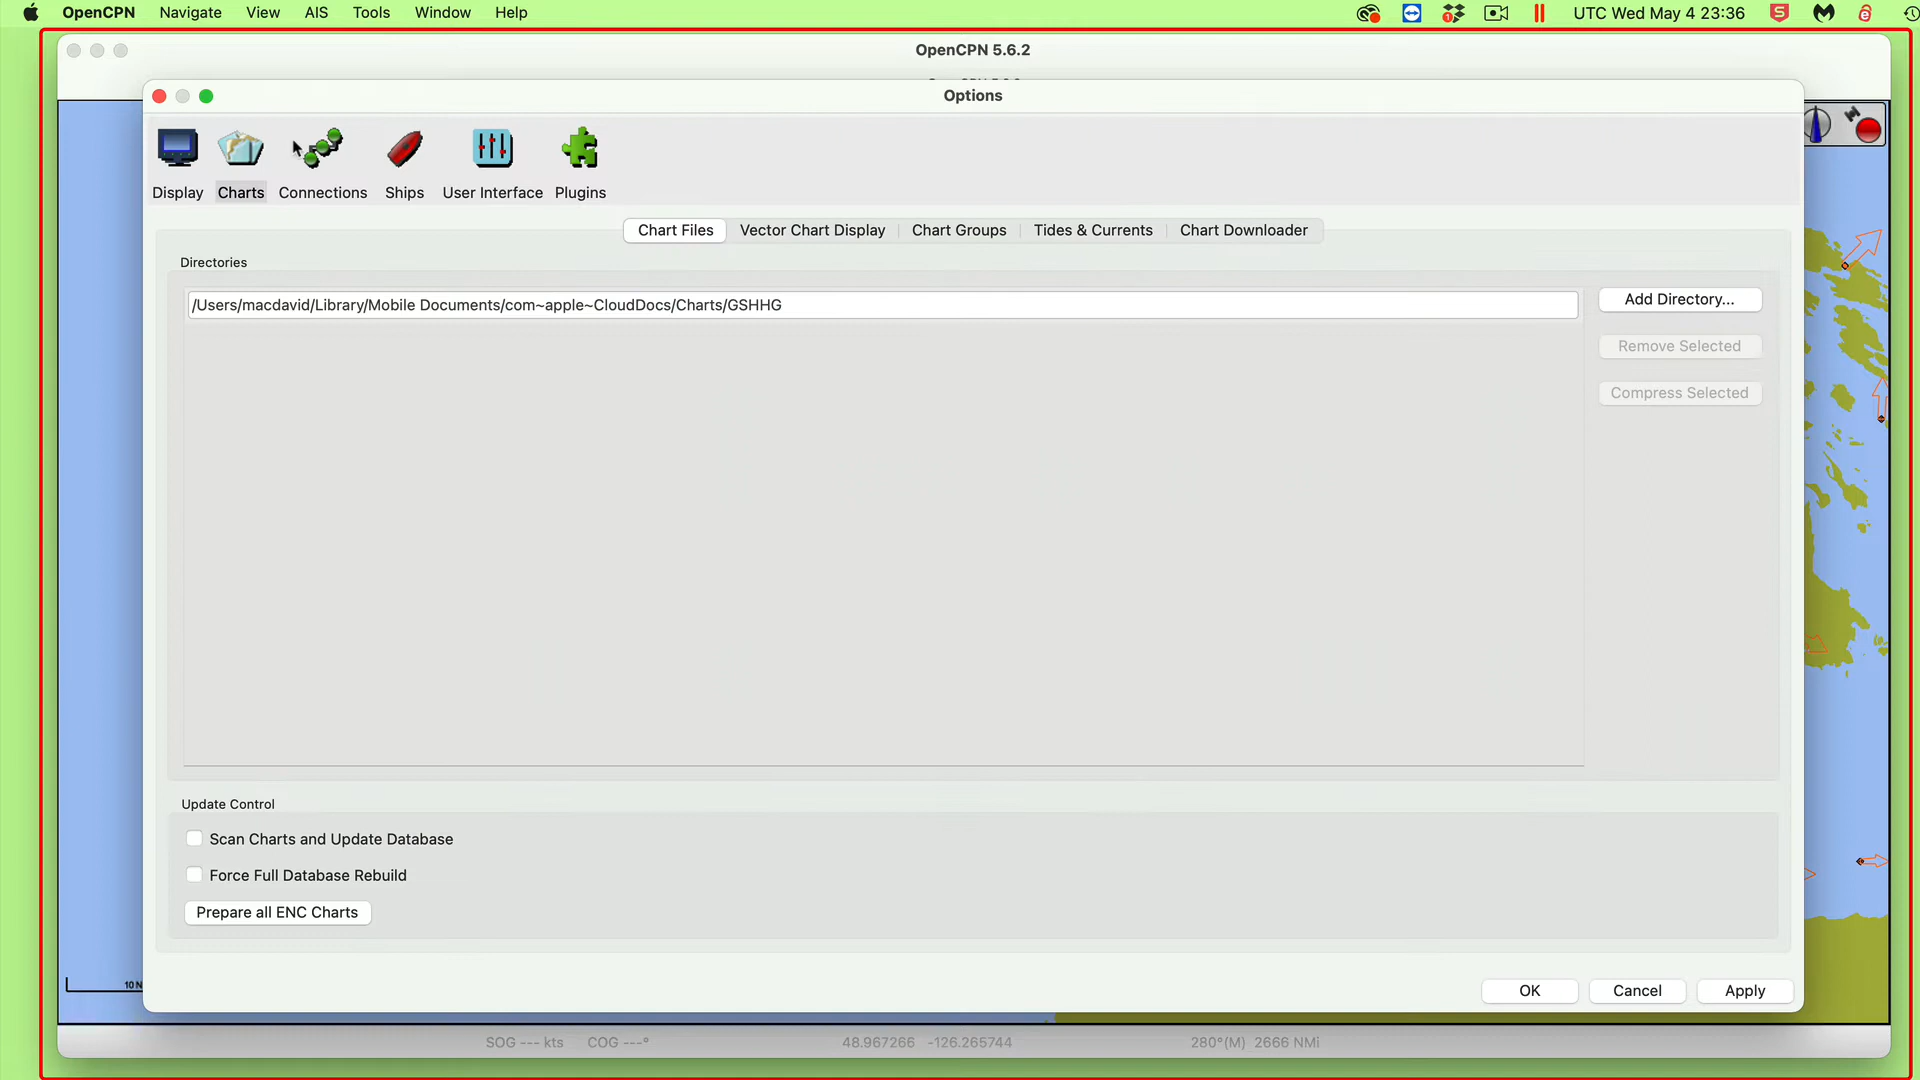 OpenCPN Navigate View AIS Tools Window Help UTC Wed May 4 23:36
OpenCPN 5.6.2
Options
Display Charts Connections Ships User Interface Plugins
Chart Files Vector Chart Display Chart Groups Tides & Currents Chart Downloader
Directories
/Users/macdavid/Library/Mobile Documents/com~apple~CloudDocs/Charts/GSHHG
Add Directory...
Remove Selected
Compress Selected
Update Control
Scan Charts and Update Database
Force Full Database Rebuild
Prepare all ENC Charts
10 N
OK Cancel Apply
SOG --- kts COG ---° 48.967266 -126.265744 280°(M) 2666 NMi